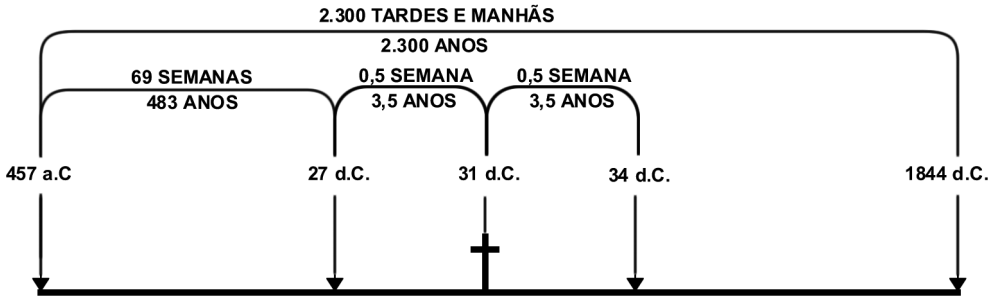 2.300 TARDES E MANHÃS
2.300 ANOS
69 SEMANAS
483 ANOS
0,5 SEMANA
3,5 ANOS
0,5 SEMANA
3,5 ANOS
457 a.C
27 d.C.
31 d.C.
34 d.C.
1844 d.C.